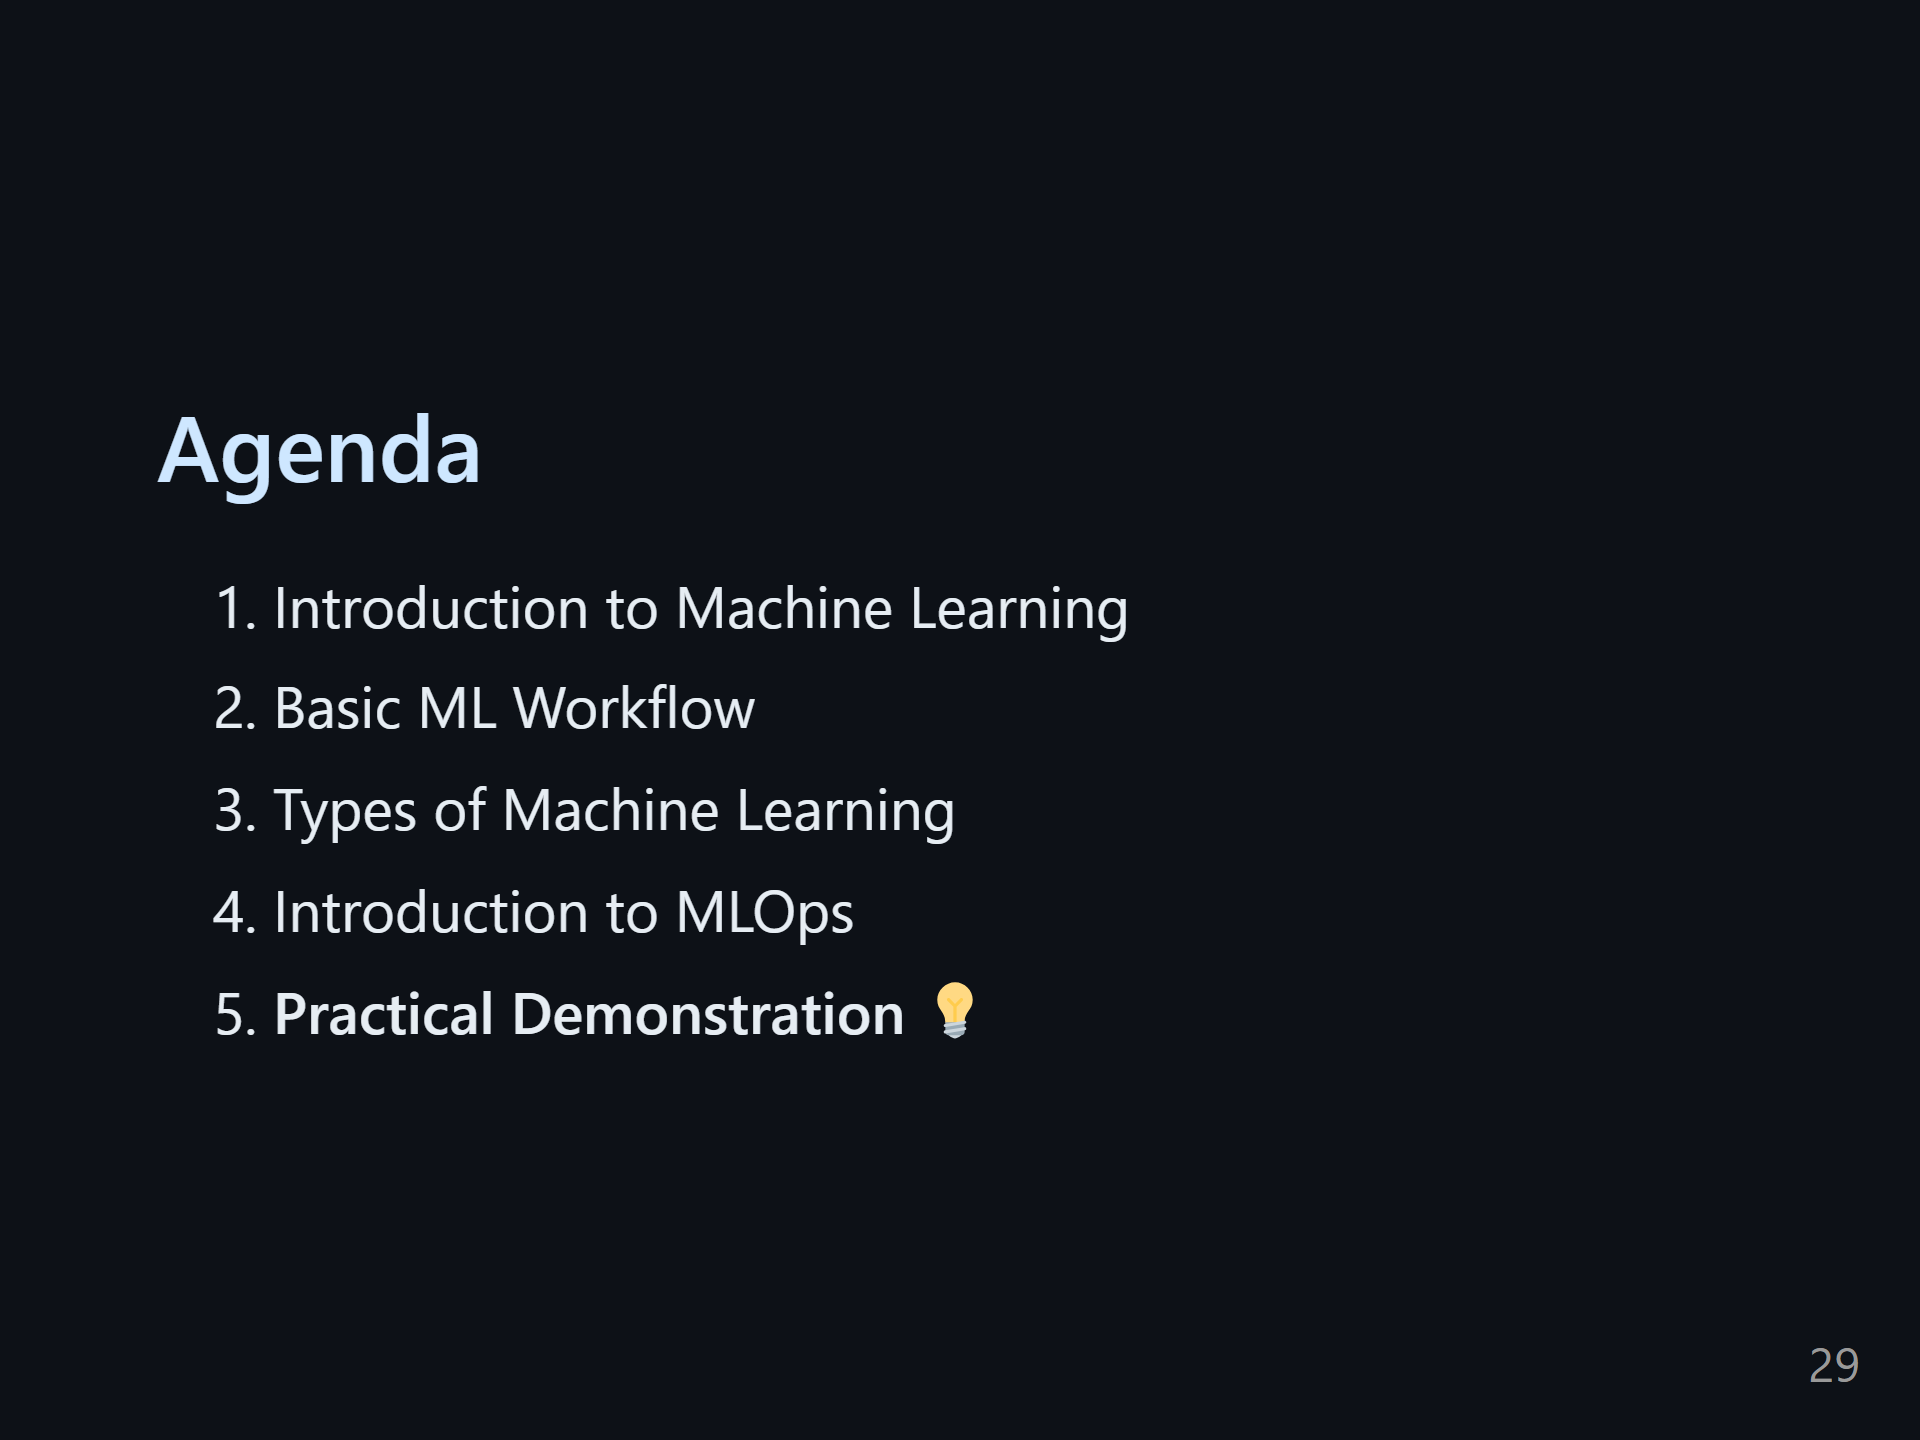 Agenda
1. Introduction to Machine Learning
2. Basic ML Workflow
3. Types of Machine Learning
4. Introduction to MLOps
5. Practical Demonstration 💡
29